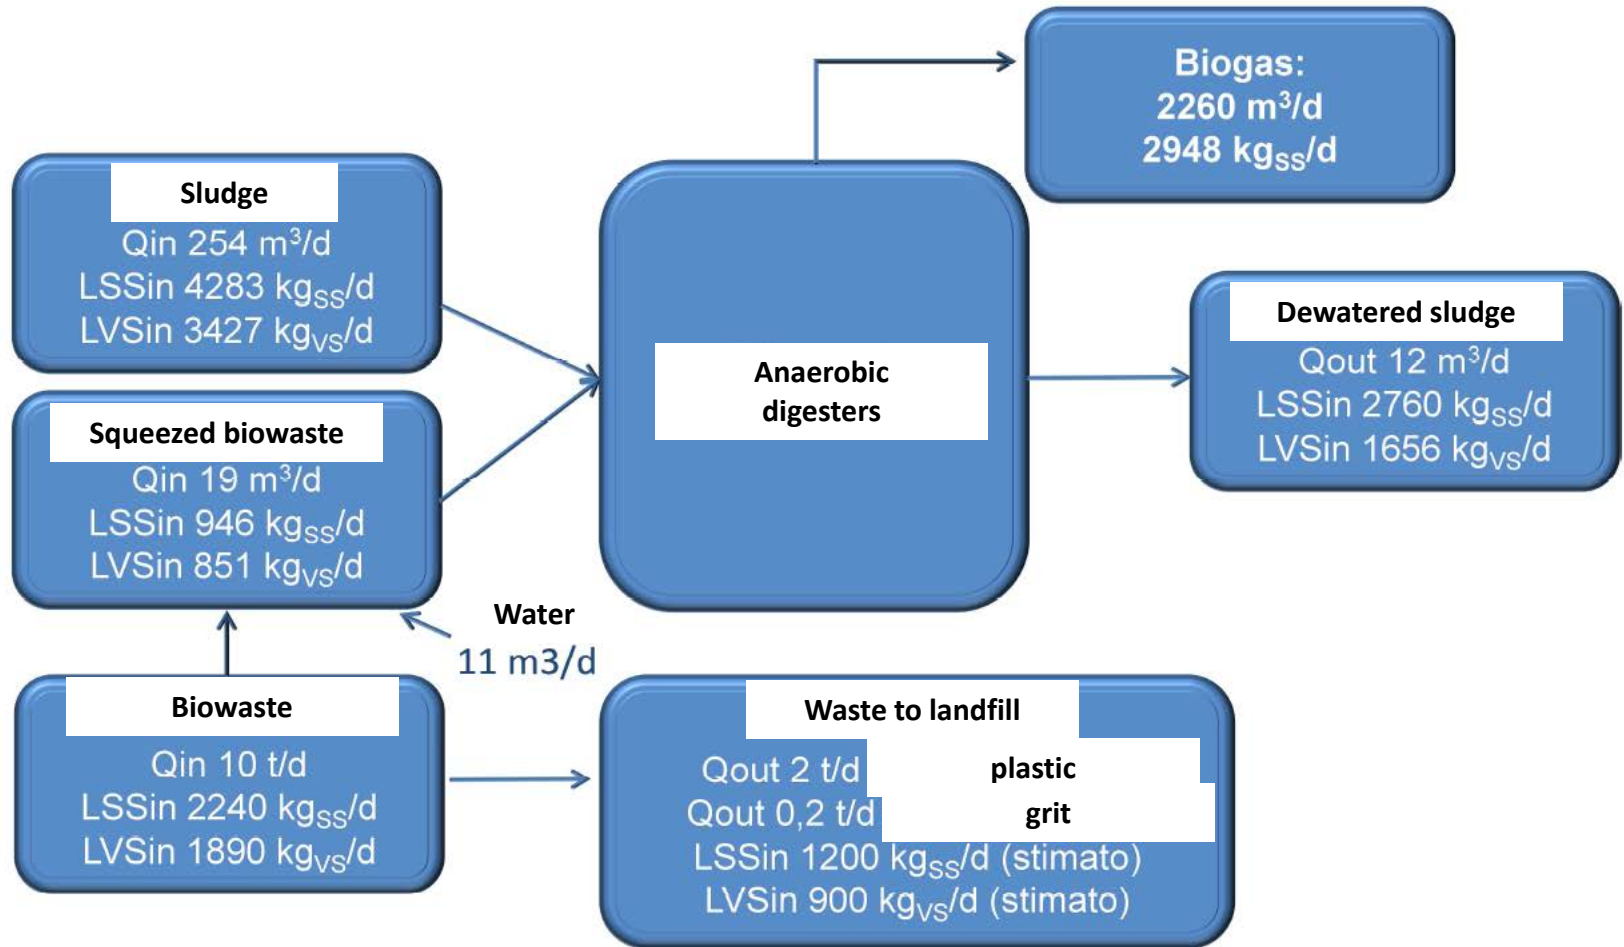 Biogas:
2260 m³/d
2948 kgSS/d
Sludge
Qin 254 m³/d
LSSin 4283 kgSS/d
LVSin 3427 kgVS/d
Squeezed biowaste
Qin 19 m³/d
LSSin 946 kgSS/d
LVSin 851 kgVS/d
Anaerobic
digesters
Dewatered sludge
Qout 12 m³/d
LSSin 2760 kgSS/d
LVSin 1656 kgVS/d
Water
11 m3/d
Biowaste
Qin 10 t/d
LSSin 2240 kgSS/d
LVSin 1890 kgVS/d
Waste to landfill
Qout 2 t/d plastic
Qout 0,2 t/d grit
LSSin 1200 kgSS/d (stimato)
LVSin 900 kgVS/d (stimato)